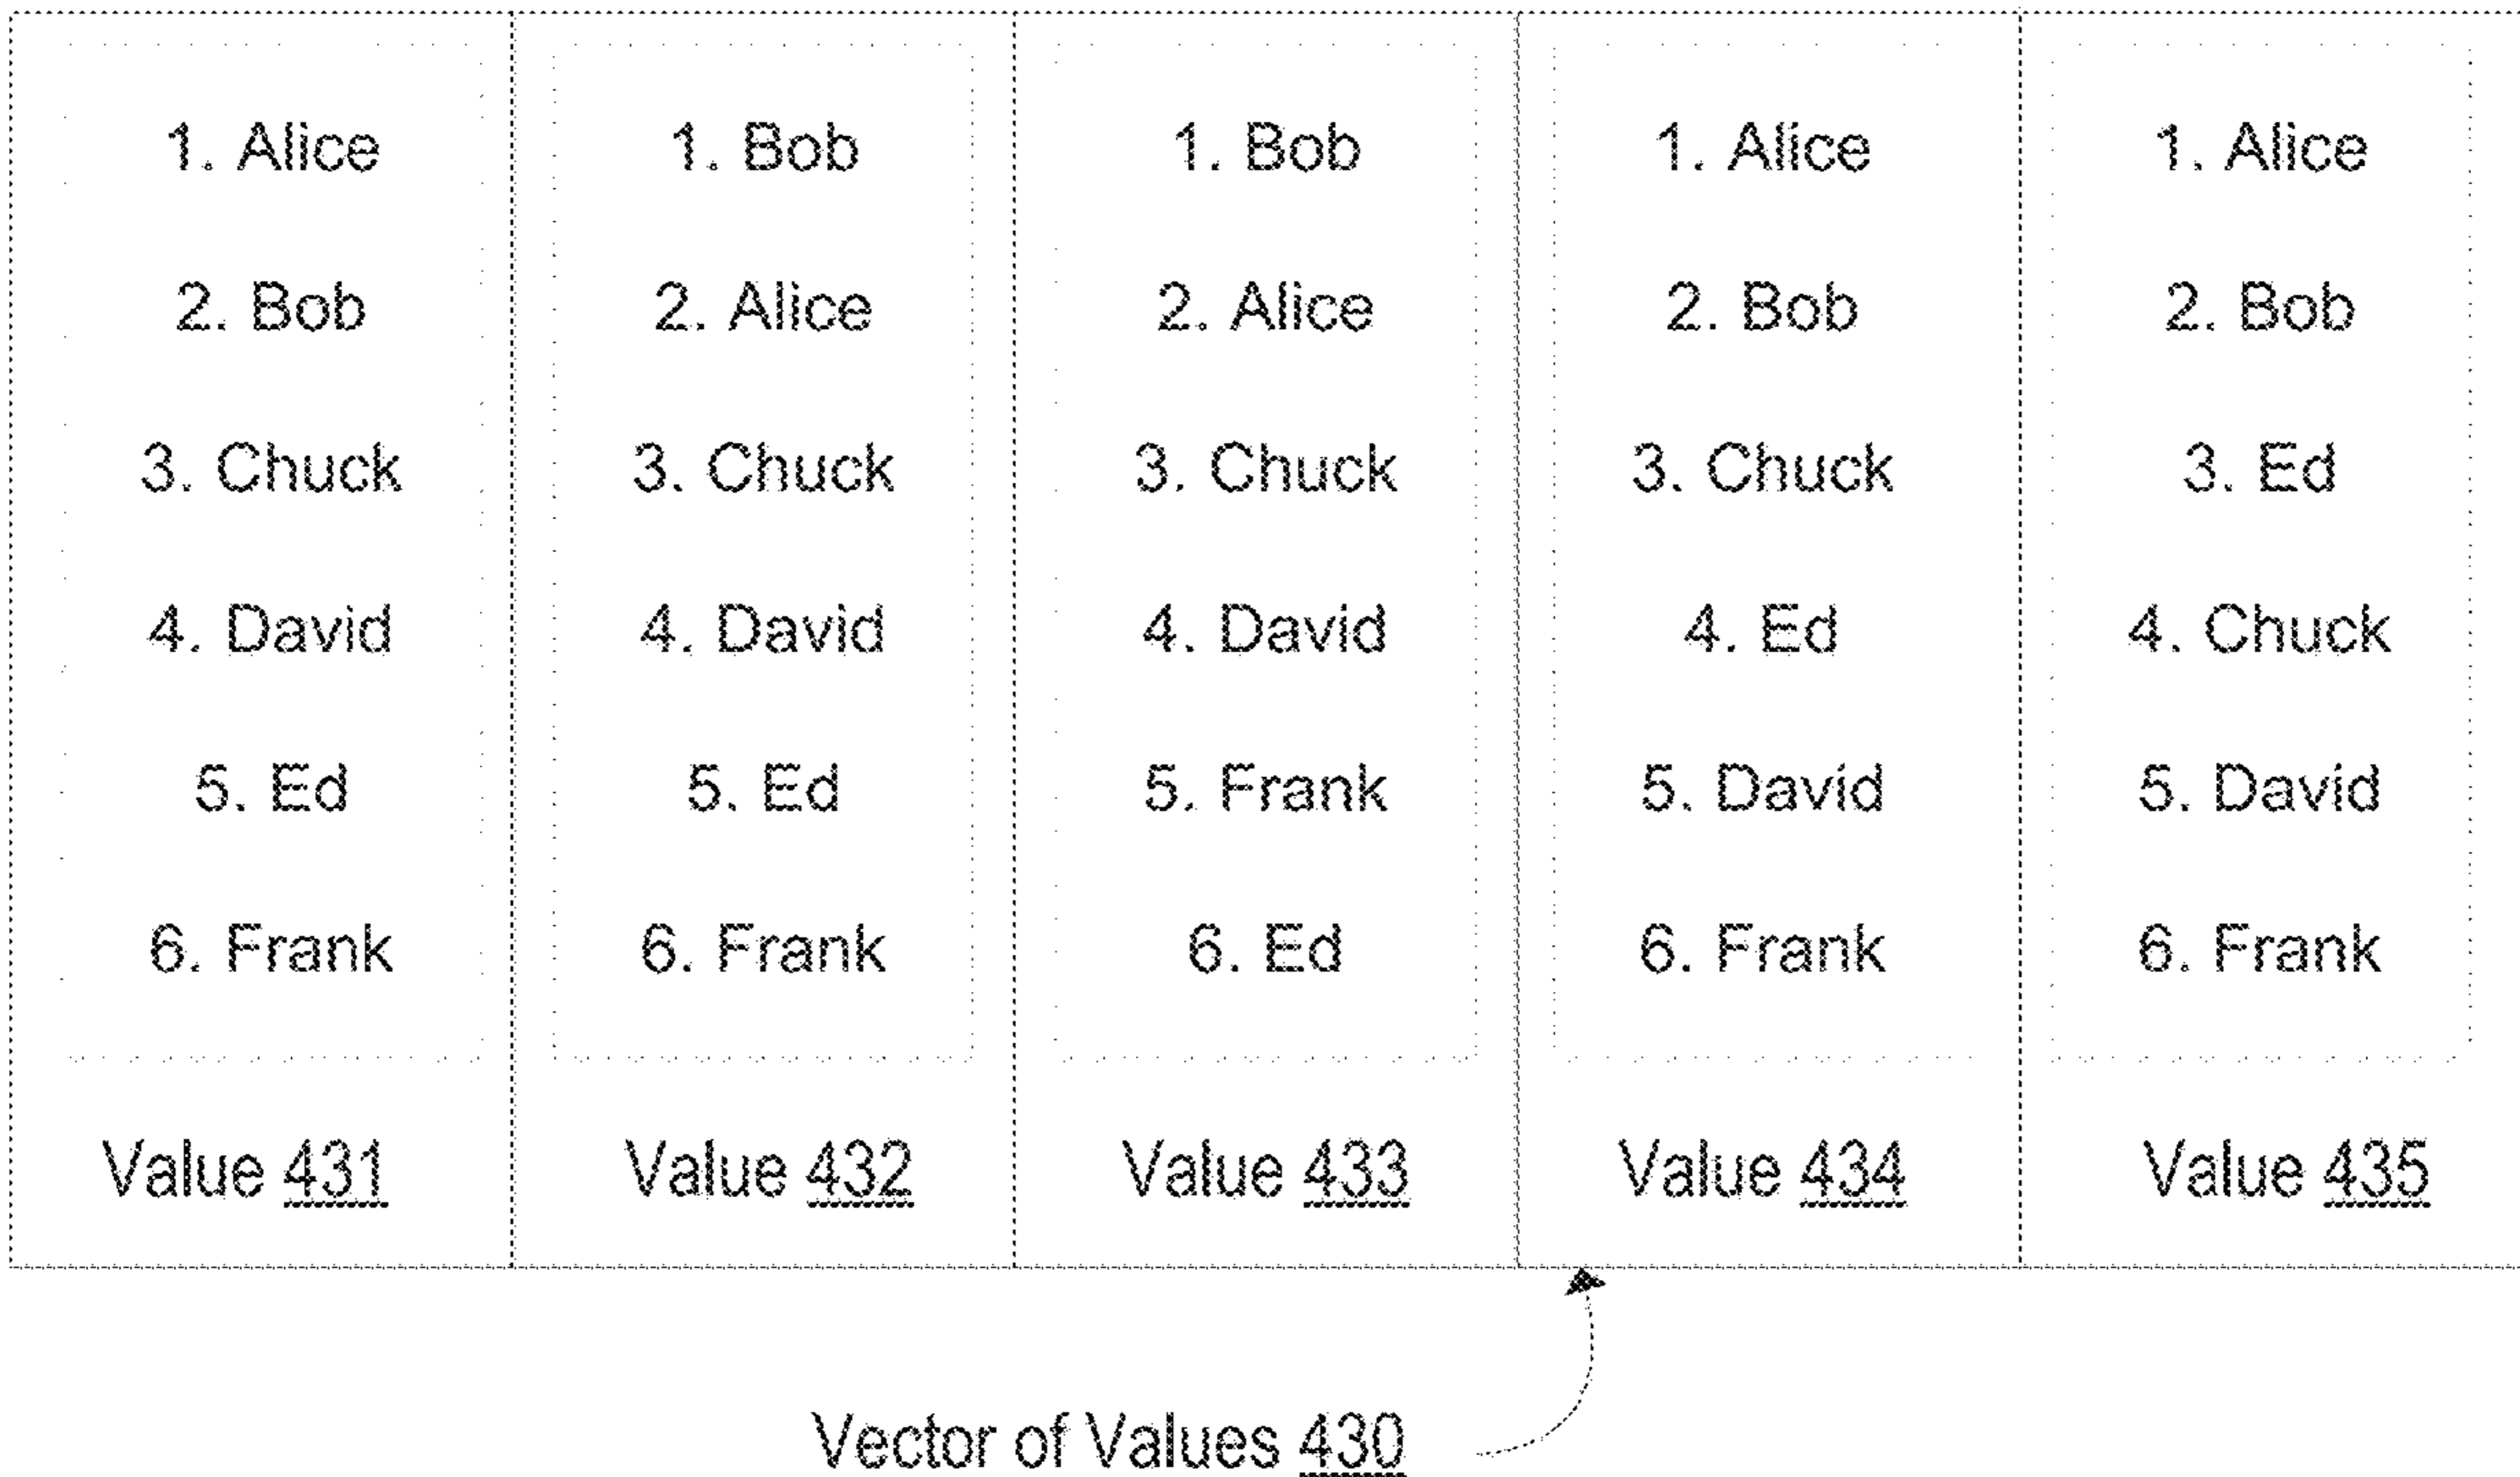 1. Alice
2. Bob
3. Chuck
4. David
5. Ed
6. Frank
Value 431
1. Bob
2. Alice
3. Chuck
4. David
5. Ed
6. Frank
Value 432
1. Bob
2. Alice
3. Chuck
4. David
5. Frank
6. Ed
Value 433
1. Alice
2. Bob
3. Chuck
4. Ed
5. David
6. Frank
Value 434
1. Alice
2. Bob
3. Ed
4. Chuck
5. David
6. Frank
Value 435
Vector of Values 430